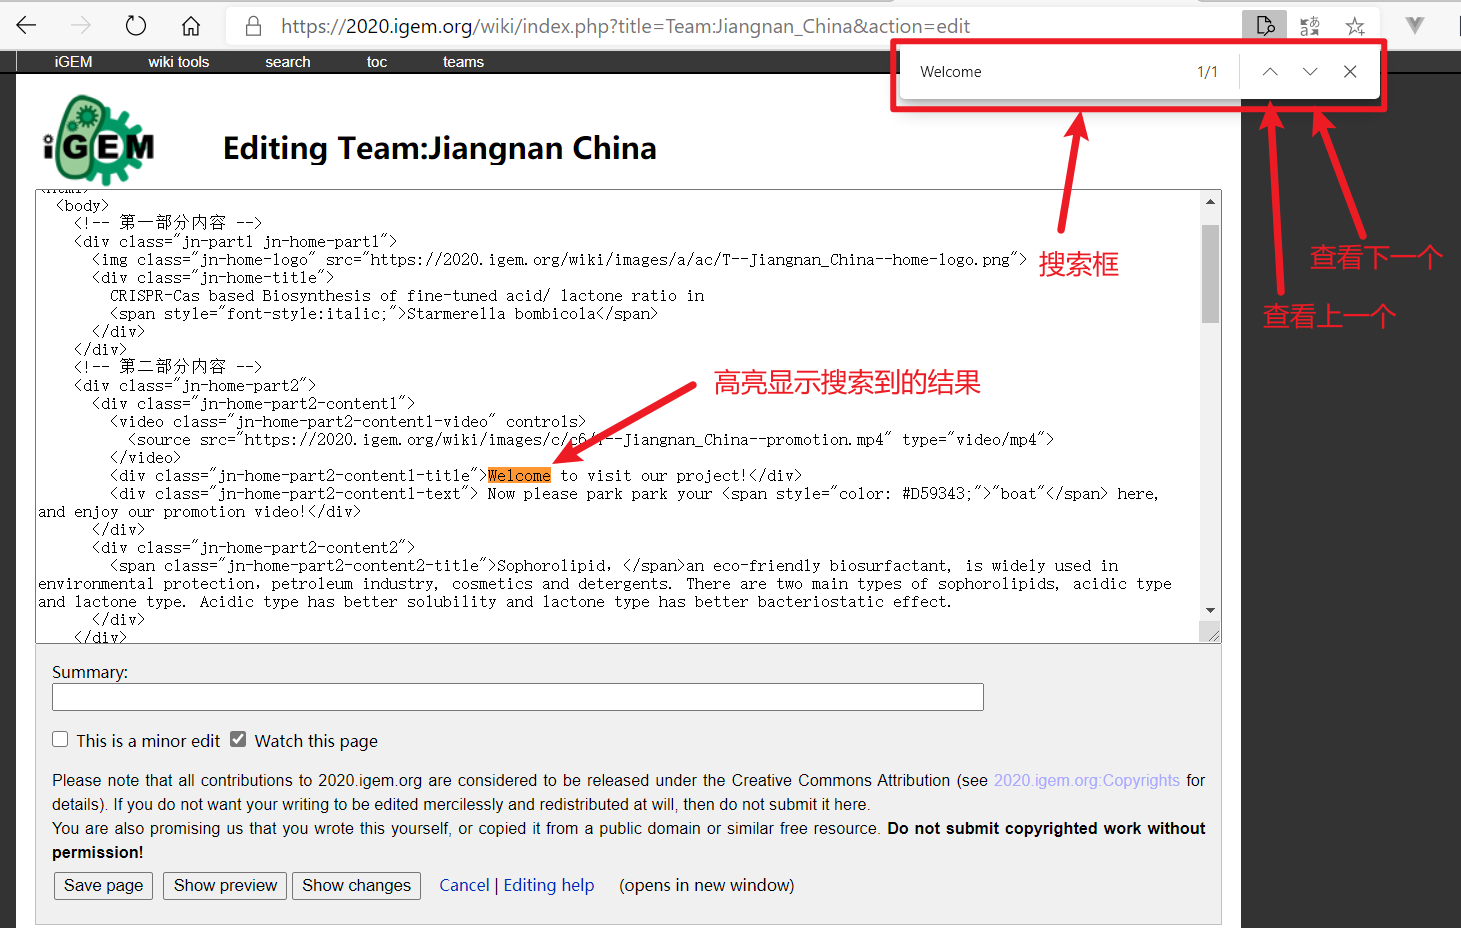 https://2020.igem.org/wiki/index.php?title=Team:Jiangnan_China&action=edit
iGEM wiki tools search toc teams
Welcome 1/1
iGEM
Editing Team:Jiangnan China
<body>
<!-- 第一部分内容 -->
<div class="jn-part1 jn-home-part1">
<img class="jn-home-logo" src="https://2020.igem.org/wiki/images/a/ac/T--Jiangnan_China--home-logo.png">
<div class="jn-home-title">
CRISPR-Cas based Biosynthesis of fine-tuned acid/ lactone ratio in
<span style="font-style:italic;">Starmerella bombicola</span>
</div>
</div>
<!-- 第二部分内容 -->
<div class="jn-home-part2">
<div class="jn-home-part2-content1">
<video class="jn-home-part2-content1-video" controls>
<source src="https://2020.igem.org/wiki/images/c/c6/T--Jiangnan_China--promotion.mp4" type="video/mp4">
</video>
<div class="jn-home-part2-content1-title">Welcome to visit our project!</div>
<div class="jn-home-part2-content1-text"> Now please park park your <span style="color: #D59343;">"boat"</span> here,
and enjoy our promotion video!</div>
</div>
<div class="jn-home-part2-content2">
<span class="jn-home-part2-content2-title">Sophorolipid, </span>an eco-friendly biosurfactant, is widely used in
environmental protection, petroleum industry, cosmetics and detergents. There are two main types of sophorolipids, acidic type
and lactone type. Acidic type has better solubility and lactone type has better bacteriostatic effect.
</div>
</div>
搜索框
查看下一个
查看上一个
高亮显示搜索到的结果
Summary:
This is a minor edit Watch this page
Please note that all contributions to 2020.igem.org are considered to be released under the Creative Commons Attribution (see 2020.igem.org:Copyrights for
details). If you do not want your writing to be edited mercilessly and redistributed at will, then do not submit it here.
You are also promising us that you wrote this yourself, or copied it from a public domain or similar free resource. Do not submit copyrighted work without
permission!
Save page Show preview Show changes Cancel | Editing help (opens in new window)